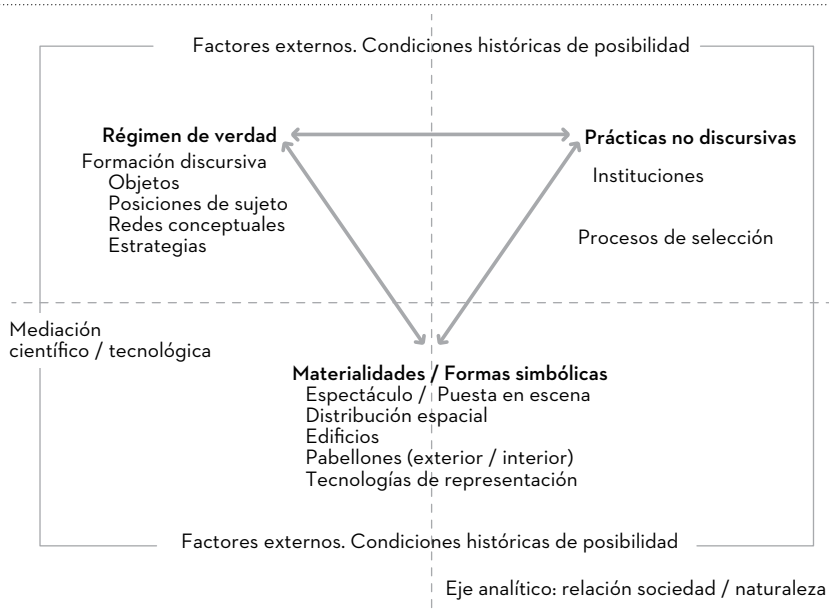 Factores externos. Condiciones históricas de posibilidad
Régimen de verdad
Formación discursiva
Objetos
Posiciones de sujeto
Redes conceptuales
Estrategias
Prácticas no discursivas
Instituciones
Procesos de selección
Mediación
científico / tecnológica
Materialidades / Formas simbólicas
Espectáculo / Puesta en escena
Distribución espacial
Edificios
Pabellones (exterior / interior)
Tecnologías de representación
Factores externos. Condiciones históricas de posibilidad
Eje analítico: relación sociedad / naturaleza